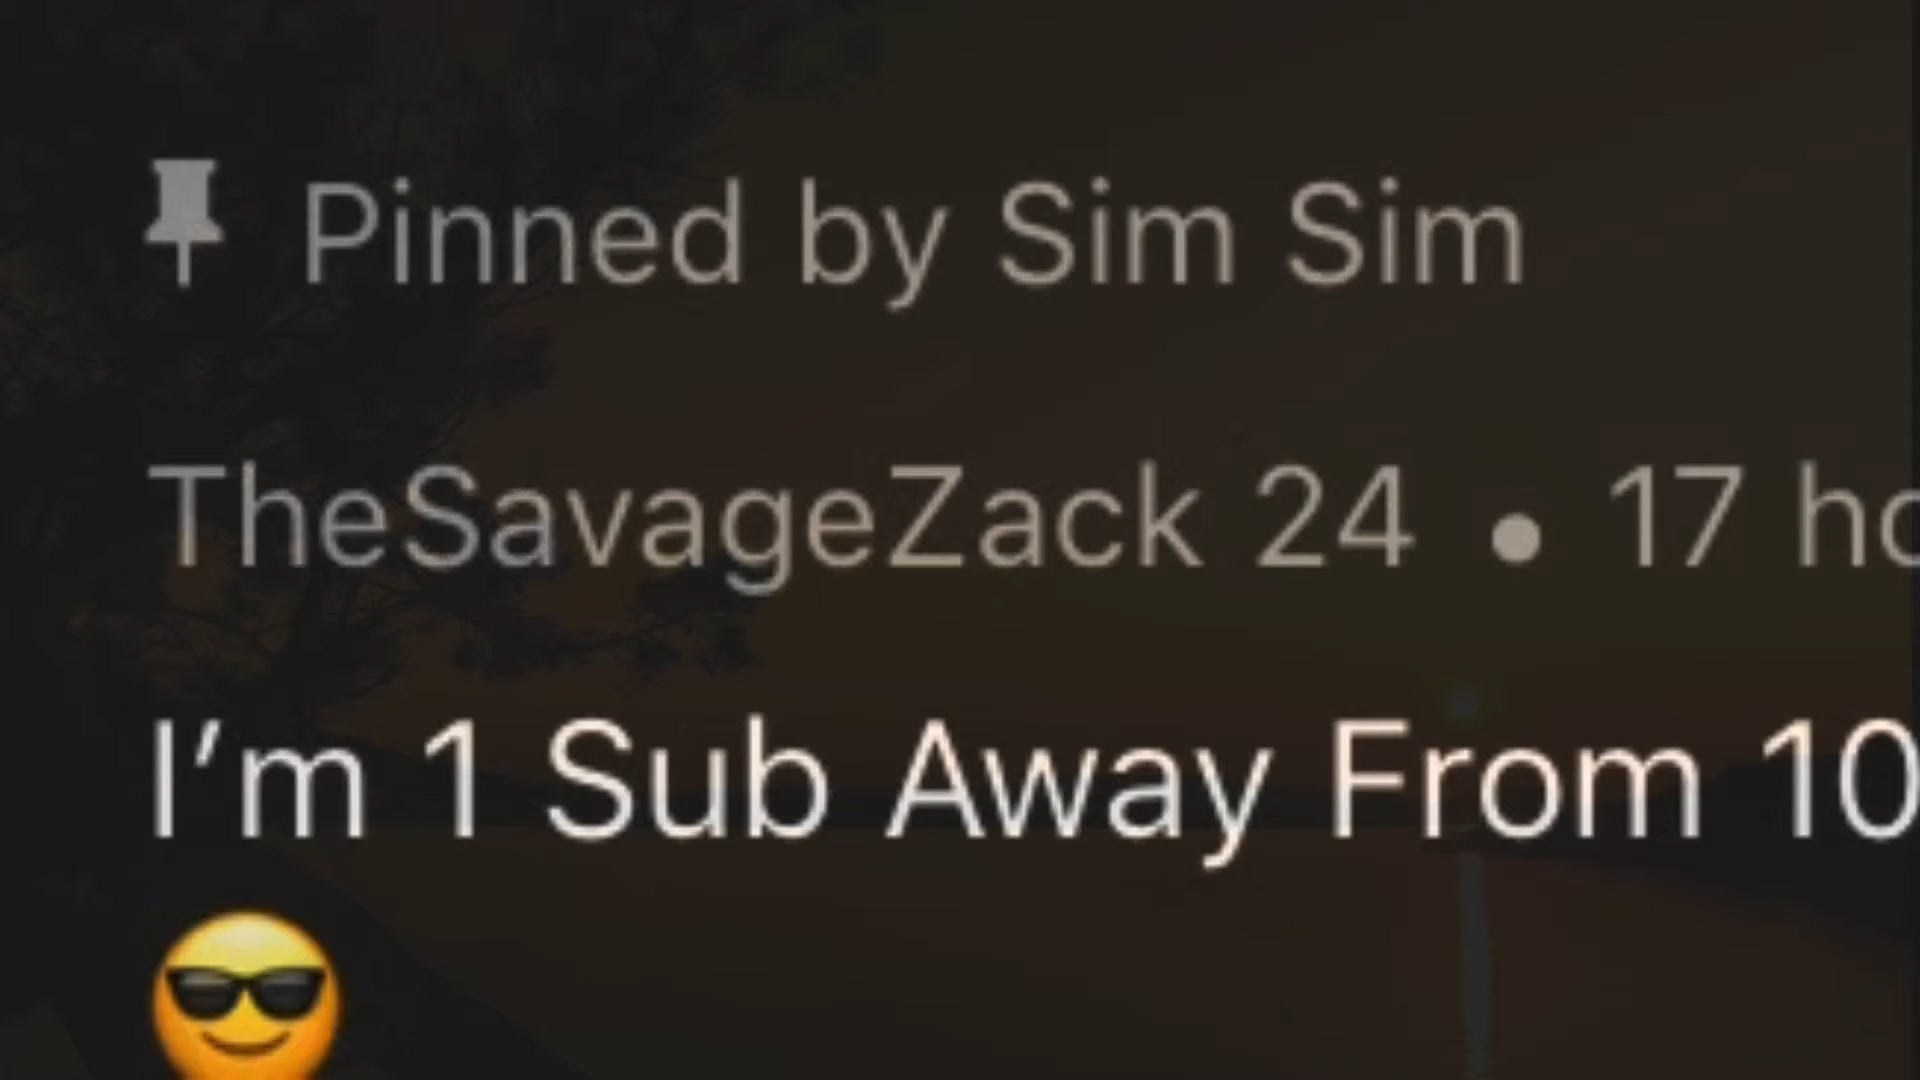 Pinned by Sim Sim
TheSavageZack 24 • 17
I’m 1 Sub Away From
😎